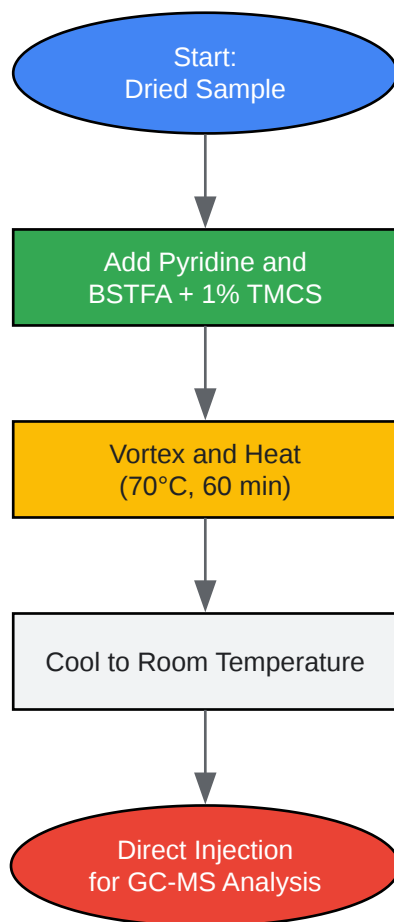 Start:
Dried Sample
Add Pyridine and
BSTFA + 1% TMCS
Vortex and Heat
(70°C, 60 min)
Cool to Room Temperature
Direct Injection
for GC-MS Analysis